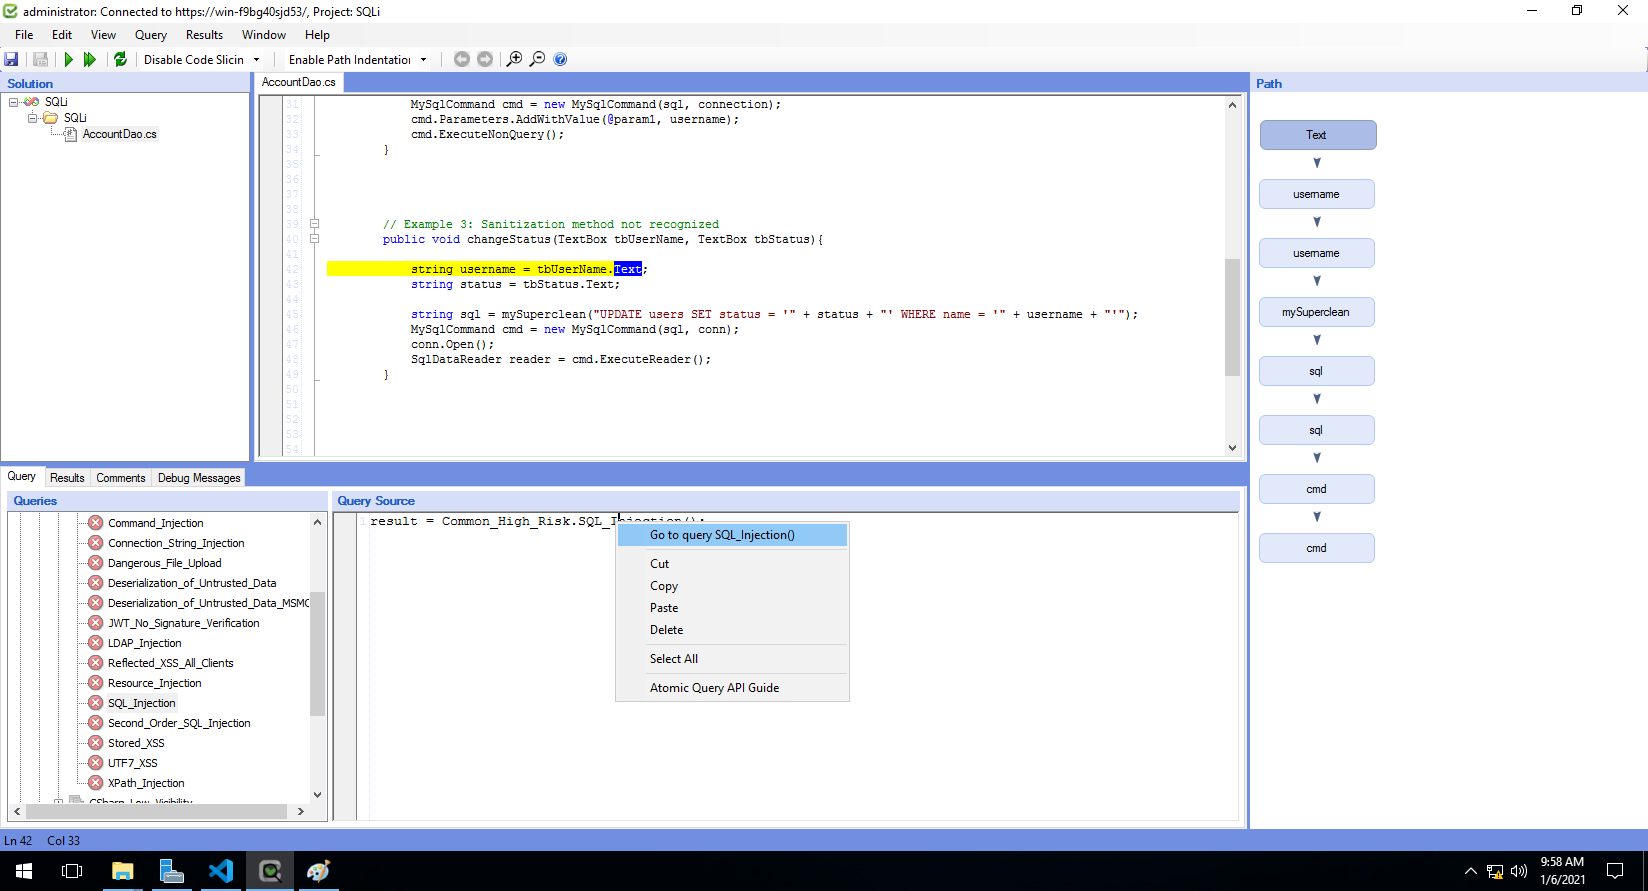 administrator: Connected to https://win-f9bg40sjd53/, Project: SQLi
File Edit View Query Results Window Help
Disable Code Slicin Enable Path Indentation
Solution
SQLi
SQLi
AccountDao.cs
AccountDao.cs
31 MySqlCommand cmd = new MySqlCommand(sql, connection);
32 cmd.Parameters.AddWithValue(@param1, username);
33 cmd.ExecuteNonQuery();
34 }
35
36
37
38
39 // Example 3: Sanitization method not recognized
40 public void changeStatus(TextBox tbUserName, TextBox tbStatus){
41
42 string username = tbUserName.Text;
43 string status = tbStatus.Text;
44
45 string sql = mySuperclean("UPDATE users SET status = '" + status + "' WHERE name = '" + username + "'");
46 MySqlCommand cmd = new MySqlCommand(sql, conn);
47 conn.Open();
48 SqlDataReader reader = cmd.ExecuteReader();
49 }
50
51
52
53
54
Path
Text
username
username
mySuperclean
sql
sql
cmd
cmd
Query Results Comments Debug Messages
Queries
Command_Injection
Connection_String_Injection
Dangerous_File_Upload
Deserialization_of_Untrusted_Data
Deserialization_of_Untrusted_Data_MSMQ
JWT_No_Signature_Verification
LDAP_Injection
Reflected_XSS_All_Clients
Resource_Injection
SQL_Injection
Second_Order_SQL_Injection
Stored_XSS
UTF7_XSS
XPath_Injection
CSharp_Low_Visibility
Query Source
1 result = Common_High_Risk.SQL_Injection();
Go to query SQL_Injection()
Cut
Copy
Paste
Delete
Select All
Atomic Query API Guide
Ln 42 Col 33
9:58 AM
1/6/2021